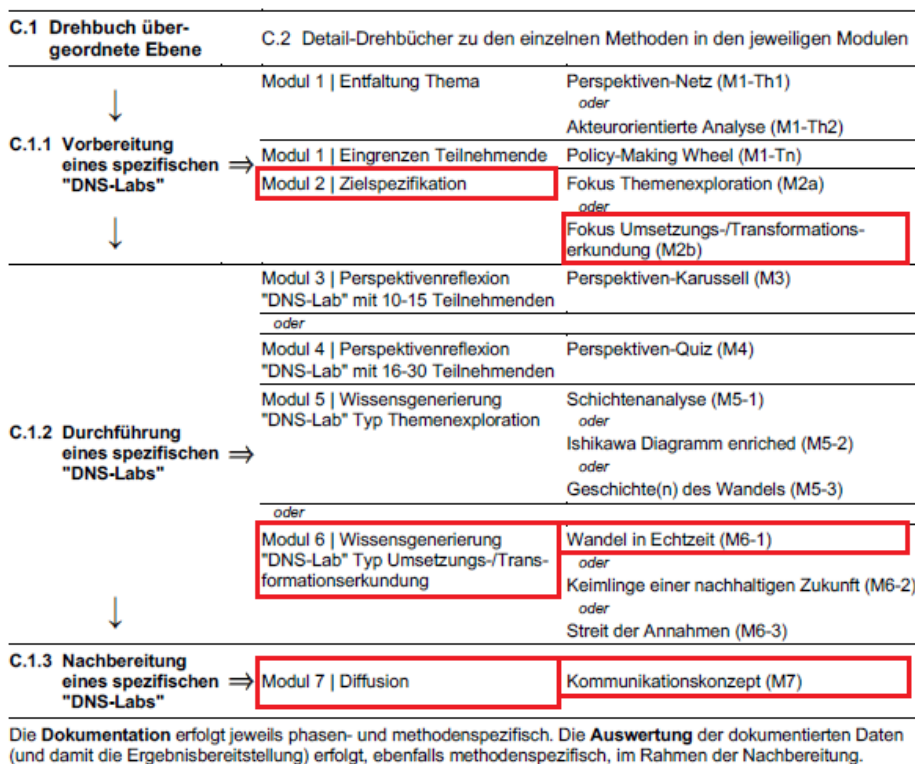 C.1 Drehbuch über-
geordnete Ebene
C.2 Detail-Drehbücher zu den einzelnen Methoden in den jeweiligen Modulen
↓
C.1.1 Vorbereitung
eines spezifischen ⇒
"DNS-Labs"
↓
Modul 1 | Entfaltung Thema
Perspektiven-Netz (M1-Th1)
oder
Akteurorientierte Analyse (M1-Th2)
Modul 1 | Eingrenzen Teilnehmende
Policy-Making Wheel (M1-Tn)
Modul 2 | Zielspezifikation
Fokus Themenexploration (M2a)
oder
Fokus Umsetzungs-/Transformations-
erkundung (M2b)
C.1.2 Durchführung
eines spezifischen ⇒
"DNS-Labs"
↓
Modul 3 | Perspektivenreflexion
"DNS-Lab" mit 10-15 Teilnehmenden
Perspektiven-Karussell (M3)
oder
Modul 4 | Perspektivenreflexion
"DNS-Lab" mit 16-30 Teilnehmenden
Perspektiven-Quiz (M4)
Modul 5 | Wissensgenerierung
"DNS-Lab" Typ Themenexploration
Schichtenanalyse (M5-1)
oder
Ishikawa Diagramm enriched (M5-2)
oder
Geschichte(n) des Wandels (M5-3)
oder
Modul 6 | Wissensgenerierung
"DNS-Lab" Typ Umsetzungs-/Trans-
formationserkundung
Wandel in Echtzeit (M6-1)
oder
Keimlinge einer nachhaltigen Zukunft (M6-2)
oder
Streit der Annahmen (M6-3)
C.1.3 Nachbereitung
eines spezifischen ⇒
"DNS-Labs"
Modul 7 | Diffusion
Kommunikationskonzept (M7)
Die Dokumentation erfolgt jeweils phasen- und methodenspezifisch. Die Auswertung der dokumentierten Daten
(und damit die Ergebnisbereitstellung) erfolgt, ebenfalls methodenspezifisch, im Rahmen der Nachbereitung.